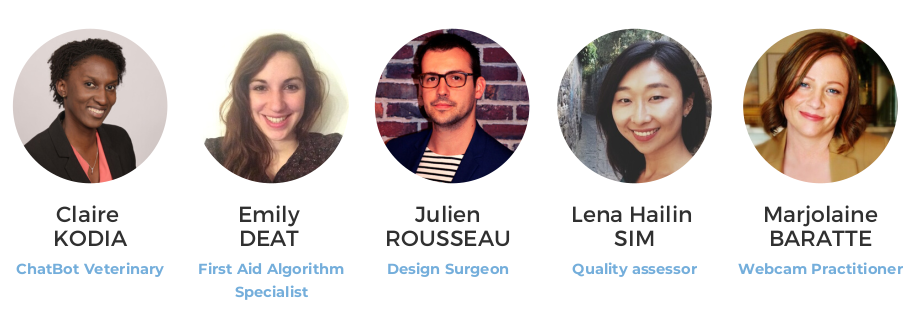 Claire
KODIA
ChatBot Veterinary
Emily
DEAT
First Aid Algorithm
Specialist
Julien
ROUSSEAU
Design Surgeon
Lena Hailin
SIM
Quality assessor
Marjolaine
BARATTE
Webcam Practitioner